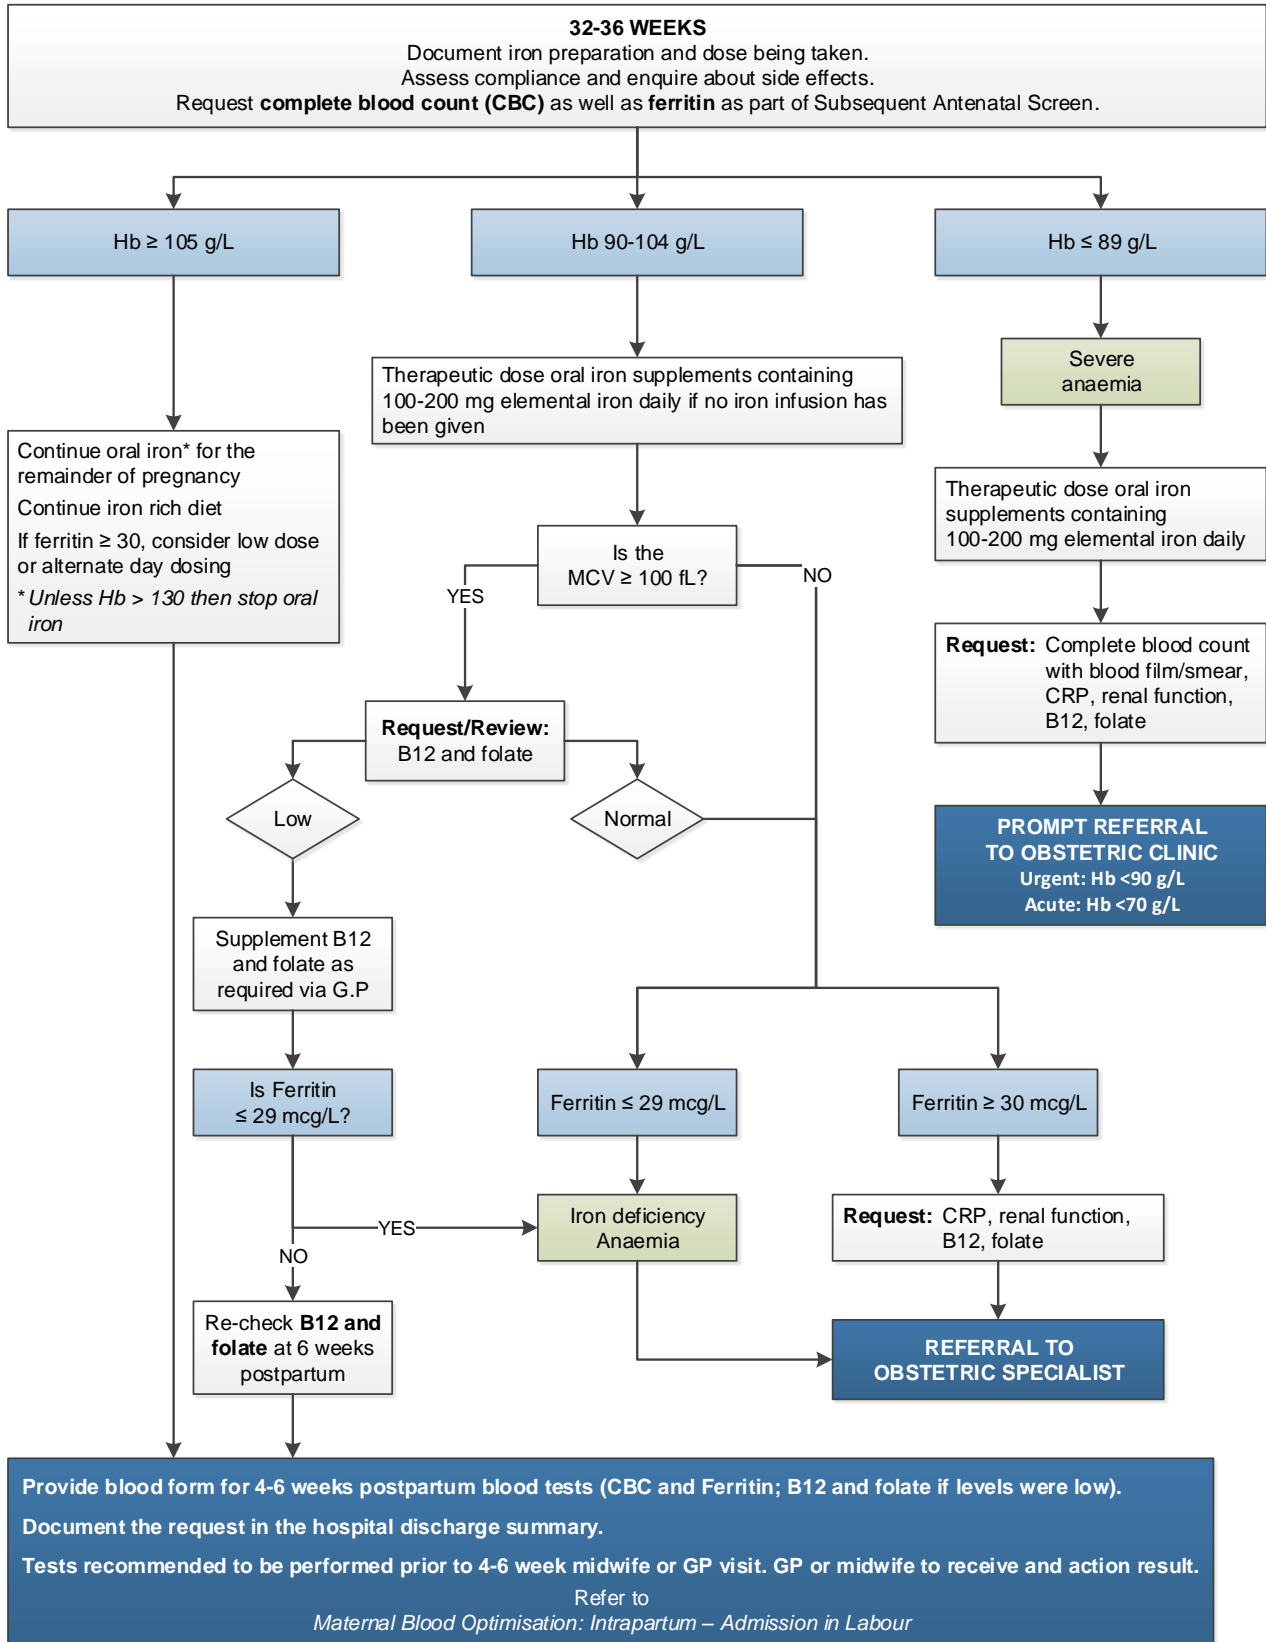 32-36 WEEKS
Document iron preparation and dose being taken.
Assess compliance and enquire about side effects.
Request complete blood count (CBC) as well as ferritin as part of Subsequent Antenatal Screen.
Hb ≥ 105 g/L
Hb 90-104 g/L
Hb ≤ 89 g/L
Continue oral iron* for the
remainder of pregnancy
Continue iron rich diet
If ferritin ≥ 30, consider low dose
or alternate day dosing
* Unless Hb > 130 then stop oral
iron
Therapeutic dose oral iron supplements containing
100-200 mg elemental iron daily if no iron infusion has
been given
Is the
MCV ≥ 100 fL?
YES
NO
Request/Review:
B12 and folate
Low
Normal
Supplement B12
and folate as
required via G.P
Is Ferritin
≤ 29 mcg/L?
YES
NO
Re-check B12 and
folate at 6 weeks
postpartum
Ferritin ≤ 29 mcg/L
Iron deficiency
Anaemia
Ferritin ≥ 30 mcg/L
Request: CRP, renal function,
B12, folate
REFERRAL TO
OBSTETRIC SPECIALIST
Severe
anaemia
Therapeutic dose oral iron
supplements containing
100-200 mg elemental iron daily
Request: Complete blood count
with blood film/smear,
CRP, renal function,
B12, folate
PROMPT REFERRAL
TO OBSTETRIC CLINIC
Urgent: Hb <90 g/L
Acute: Hb <70 g/L
Provide blood form for 4-6 weeks postpartum blood tests (CBC and Ferritin; B12 and folate if levels were low).
Document the request in the hospital discharge summary.
Tests recommended to be performed prior to 4-6 week midwife or GP visit. GP or midwife to receive and action result.
Refer to
Maternal Blood Optimisation: Intrapartum – Admission in Labour